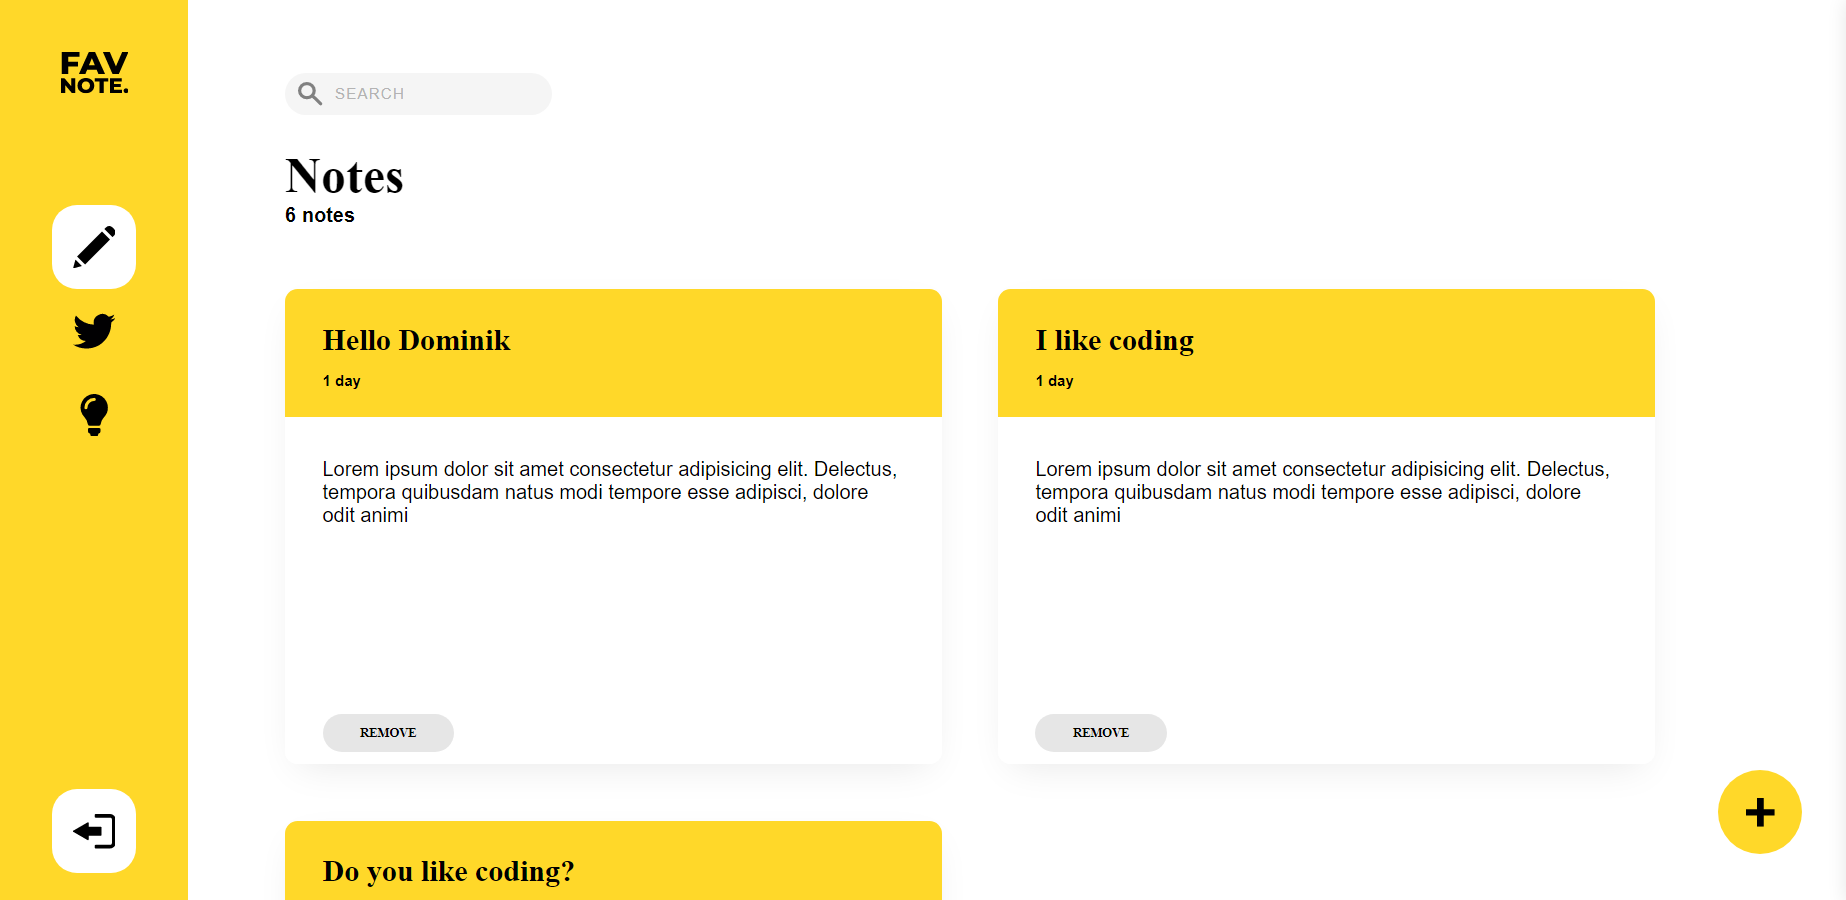 FAV
NOTE.
SEARCH
Notes
6 notes
Hello Dominik
1 day
Lorem ipsum dolor sit amet consectetur adipisicing elit. Delectus,
tempora quibusdam natus modi tempore esse adipisci, dolore
odit animi
REMOVE
I like coding
1 day
Lorem ipsum dolor sit amet consectetur adipisicing elit. Delectus,
tempora quibusdam natus modi tempore esse adipisci, dolore
odit animi
REMOVE
Do you like coding?